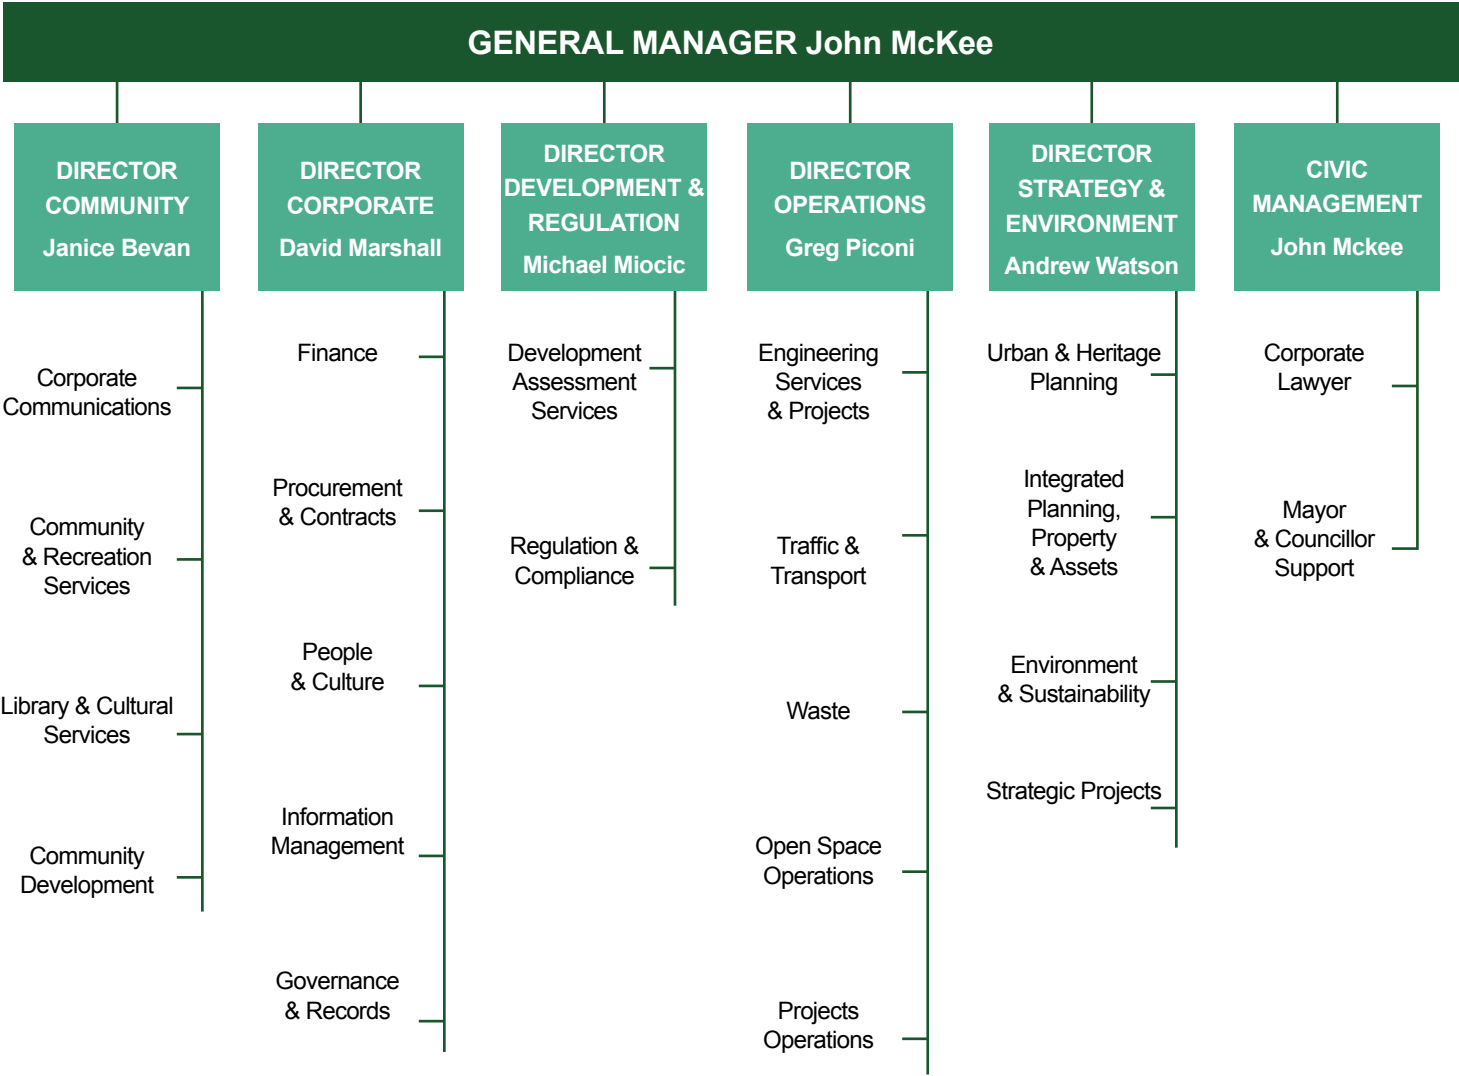 GENERAL MANAGER John McKee
DIRECTOR
COMMUNITY
Janice Bevan
Corporate
Communications
Community
& Recreation
Services
Library & Cultural
Services
Community
Development
DIRECTOR
CORPORATE
David Marshall
Finance
Procurement
& Contracts
People
& Culture
Information
Management
Governance
& Records
DIRECTOR
DEVELOPMENT &
REGULATION
Michael Miocic
Development
Assessment
Services
Regulation &
Compliance
DIRECTOR
OPERATIONS
Greg Piconi
Engineering
Services
& Projects
Traffic &
Transport
Waste
Open Space
Operations
Projects
Operations
DIRECTOR
STRATEGY &
ENVIRONMENT
Andrew Watson
Urban & Heritage
Planning
Integrated
Planning,
Property
& Assets
Environment
& Sustainability
Strategic Projects
CIVIC
MANAGEMENT
John Mckee
Corporate
Lawyer
Mayor
& Councillor
Support